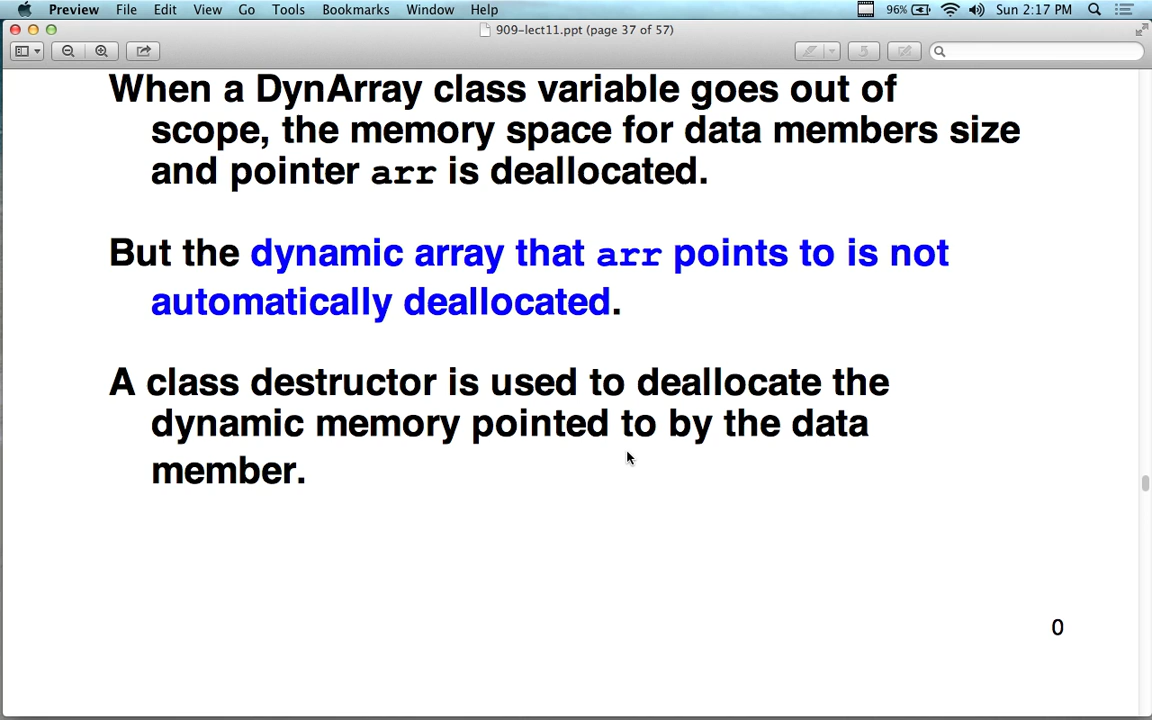 Preview File Edit View Go Tools Bookmarks Window Help 96% Sun 2:17 PM
909-lect11.ppt (page 37 of 57)
When a DynArray class variable goes out of
scope, the memory space for data members size
and pointer arr is deallocated.
But the dynamic array that arr points to is not
automatically deallocated.
A class destructor is used to deallocate the
dynamic memory pointed to by the data
member.
0